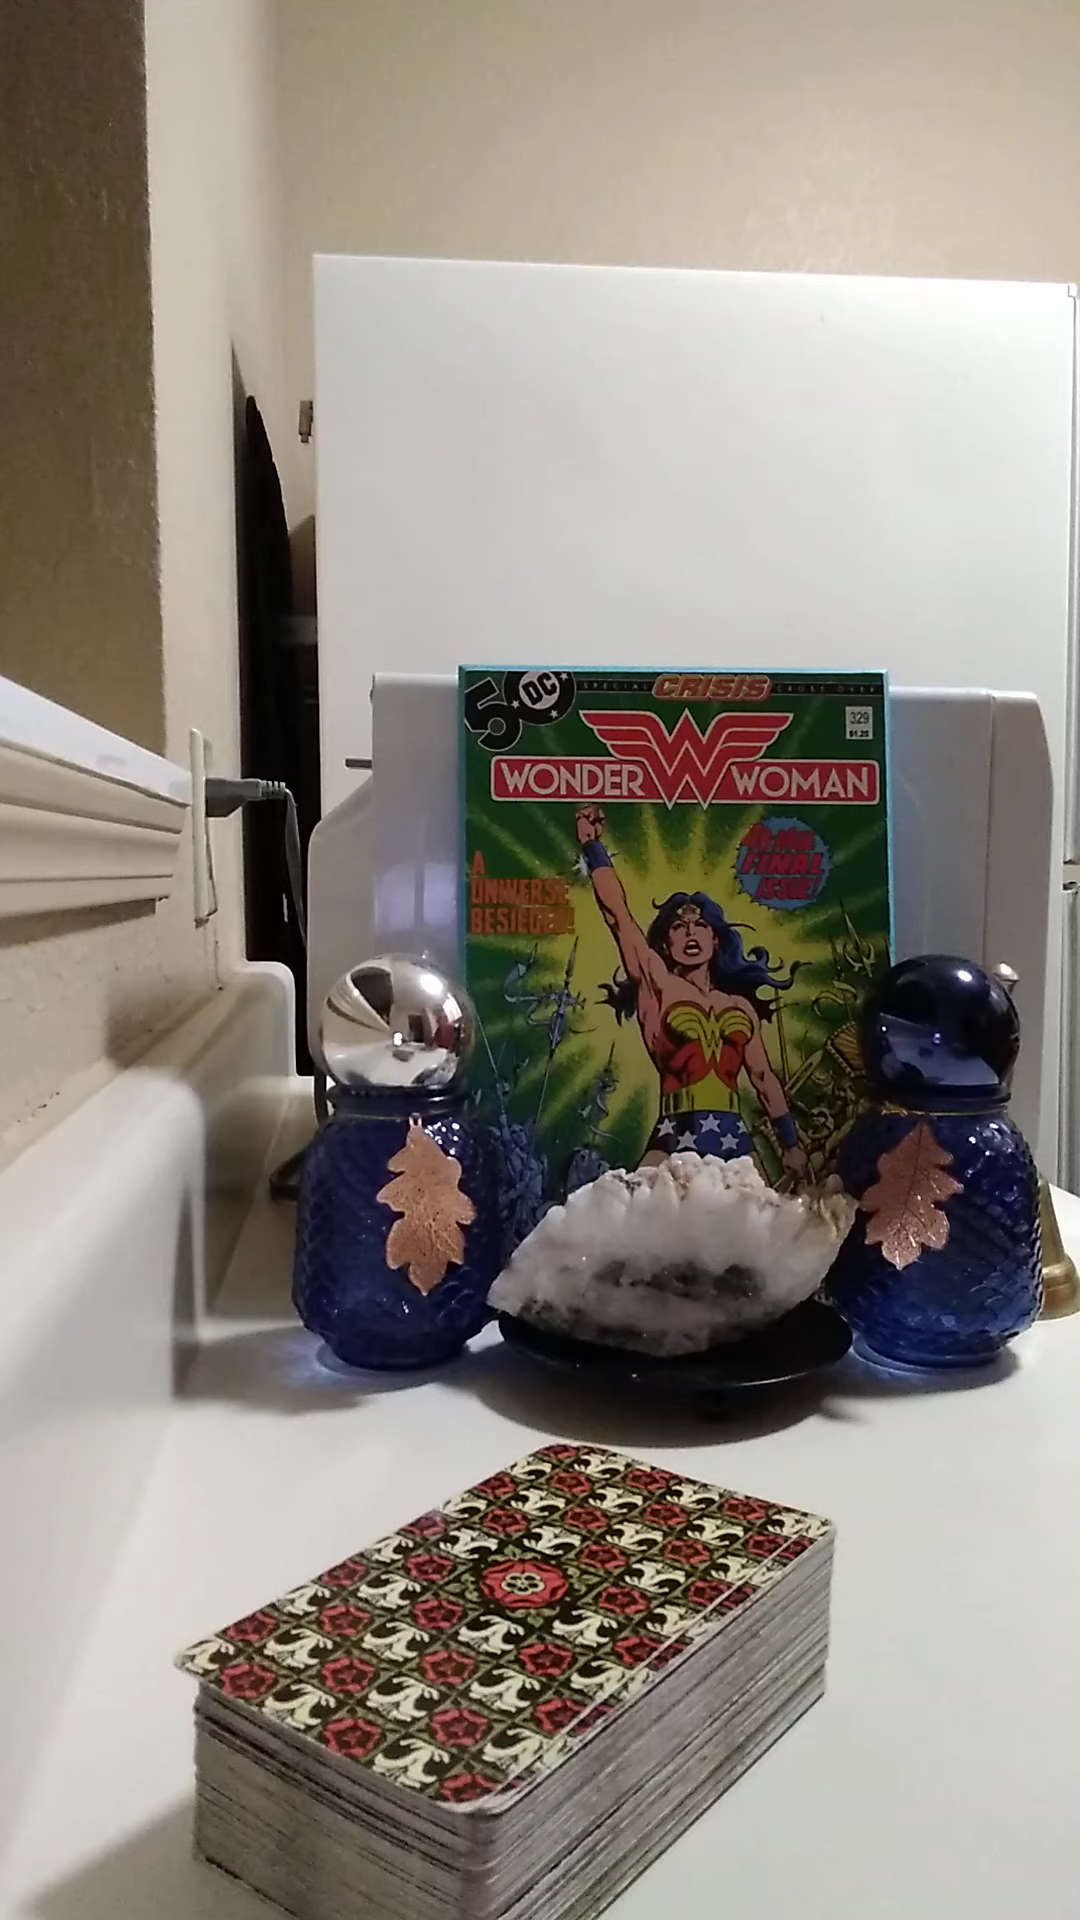 50 DC
SPECIAL CRISIS CROSS OVER
329
$1.25
WONDER W WOMAN
FINAL
ISSUE!
A
UNIVERSE
BESIEGED!